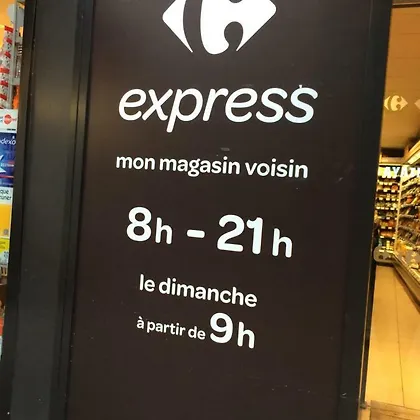 express
mon magasin voisin
8h - 21h
le dimanche
à partir de 9h